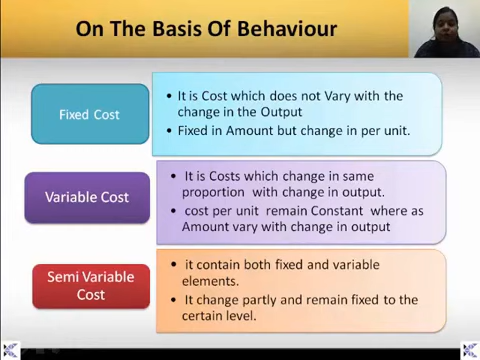 On The Basis Of Behaviour
Fixed Cost
• It is Cost which does not Vary with the
change in the Output
• Fixed in Amount but change in per unit.
Variable Cost
• It is Costs which change in same
proportion with change in output.
• cost per unit remain Constant where as
Amount vary with change in output
Semi Variable
Cost
• it contain both fixed and variable
elements.
• It change partly and remain fixed to the
certain level.